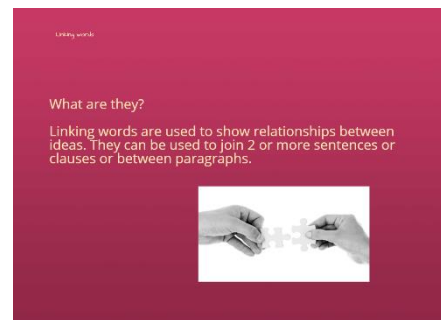 Linking words
What are they?
Linking words are used to show relationships between
ideas. They can be used to join 2 or more sentences or
clauses or between paragraphs.